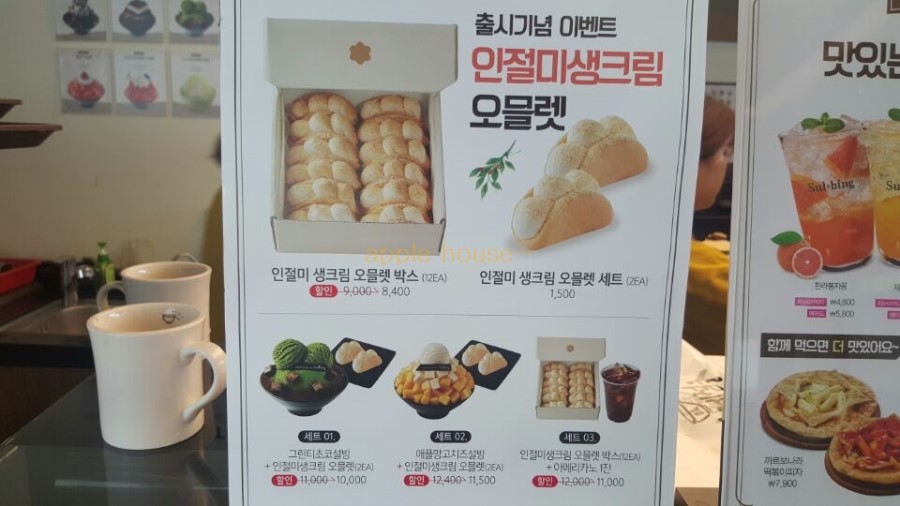 출시기념 이벤트
인절미생크림
오믈렛
apple house
인절미 생크림 오믈렛 박스 (12EA)
할인 9,000→ 8,400
인절미 생크림 오믈렛 세트 (2EA)
1,500
세트 01.
그린티초코설빙
+ 인절미생크림 오믈렛(2EA)
할인 11,000→10,000
세트 02.
애플망고치즈설빙
+ 인절미생크림 오믈렛(2EA)
할인 12,400→11,500
세트 03.
인절미생크림 오믈렛 박스(12EA)
+ 아메리카노 1잔
할인 12,000→11,000
맛있는
Sul·bing
한라봉자몽
₩4,800
₩5,800
함께 먹으면 더 맛있어요~
까르보나라
떡볶이피자
₩7,900